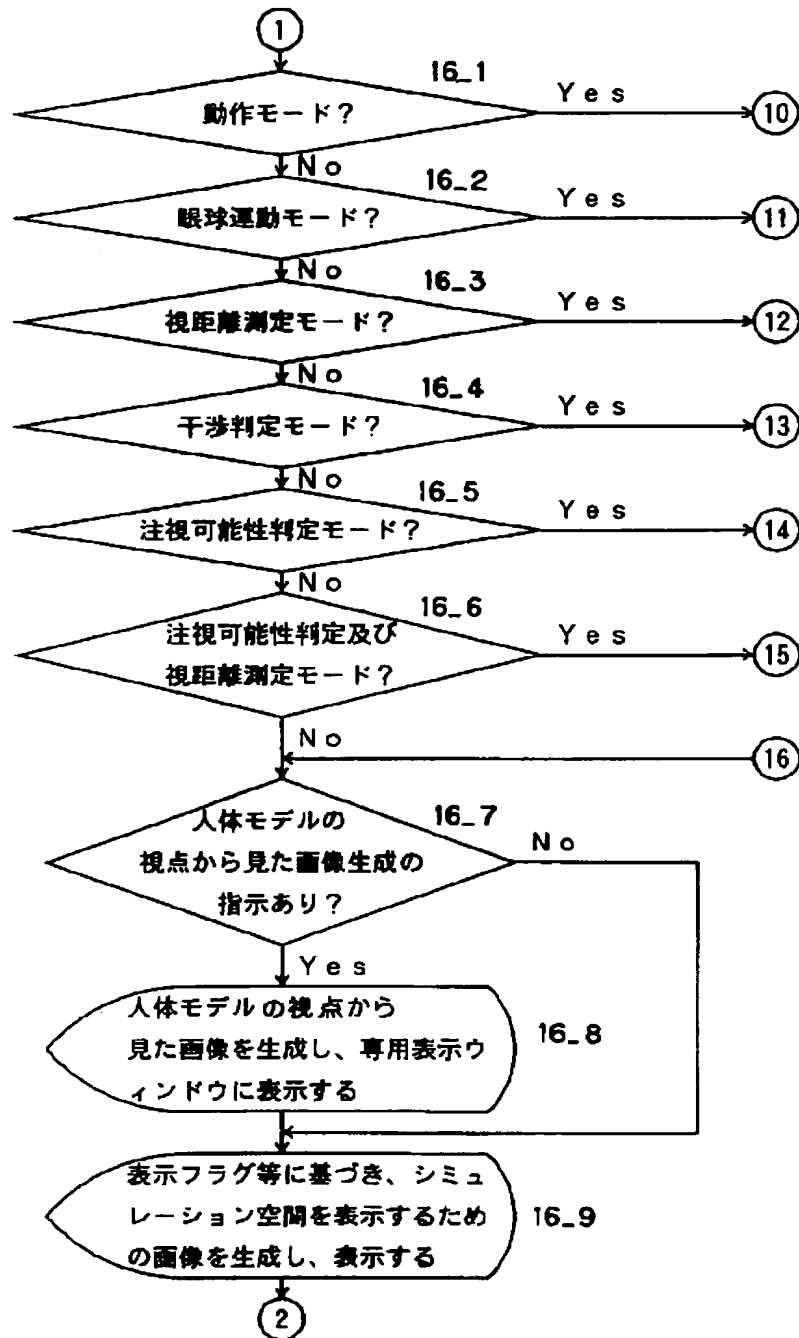 1
16_1
動作モード?
Yes
10
No
16_2
眼球運動モード?
Yes
11
No
16_3
視距離測定モード?
Yes
12
No
16_4
干渉判定モード?
Yes
13
No
16_5
注視可能性判定モード?
Yes
14
No
16_6
注視可能性判定及び
視距離測定モード?
Yes
15
No
16
16_7
人体モデルの
視点から見た画像生成の
指示あり?
No
Yes
人体モデルの視点から
見た画像を生成し、専用表示ウ
ィンドウに表示する
16_8
表示フラグ等に基づき、シミュ
レーション空間を表示するため
の画像を生成し、表示する
16_9
2